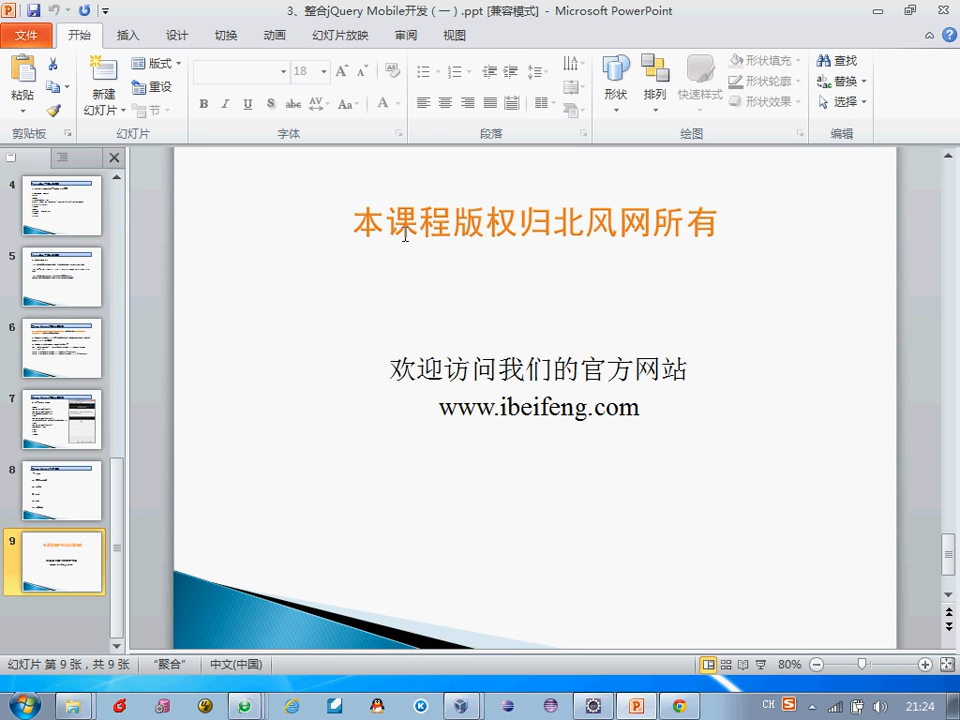 3、整合jQuery Mobile开发（一）.ppt [兼容模式] - Microsoft PowerPoint
文件 开始 插入 设计 切换 动画 幻灯片放映 审阅 视图
粘贴 新建 幻灯片 版式 重设 节 18 形状 排列 快速样式 形状填充 形状轮廓 形状效果 查找 替换 选择
剪贴板 幻灯片 字体 段落 绘图 编辑
4
5
6
7
8
9
本课程版权归北风网所有
欢迎访问我们的官方网站
www.ibeifeng.com
幻灯片 第 9 张，共 9 张 "聚合" 中文(中国) 80%
CH 21:24